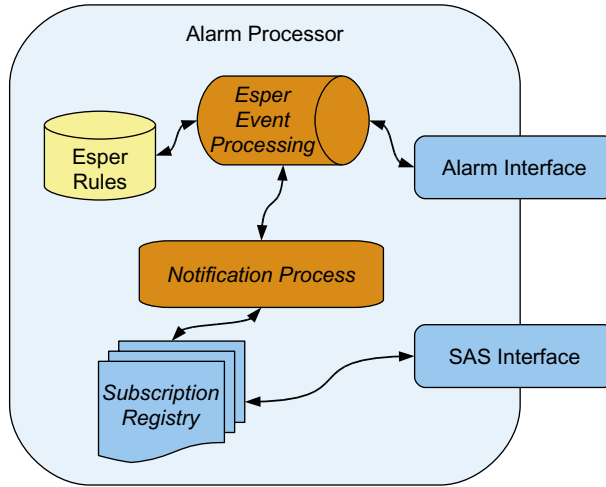 Alarm Processor
Esper
Event
Processing
Esper
Rules
Alarm Interface
Notification Process
SAS Interface
Subscription
Registry